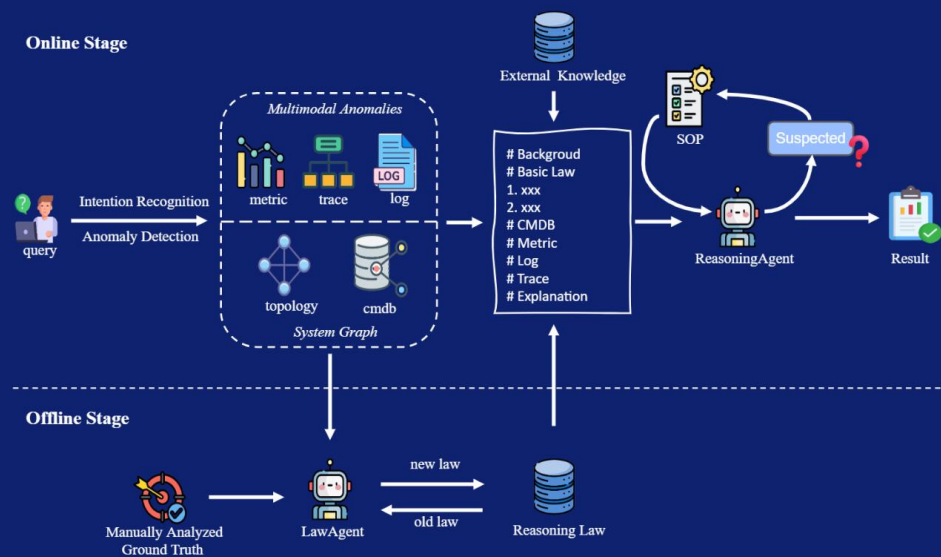 Online Stage
External Knowledge
Multimodal Anomalies
metric
trace
LOG
log
Intention Recognition
Anomaly Detection
query
topology
cmdb
System Graph
# Backgroud
# Basic Law
1. xxx
2. xxx
# CMDB
# Metric
# Log
# Trace
# Explanation
SOP
Suspected
ReasoningAgent
Result
Offline Stage
Manually Analyzed
Ground Truth
LawAgent
new law
old law
Reasoning Law